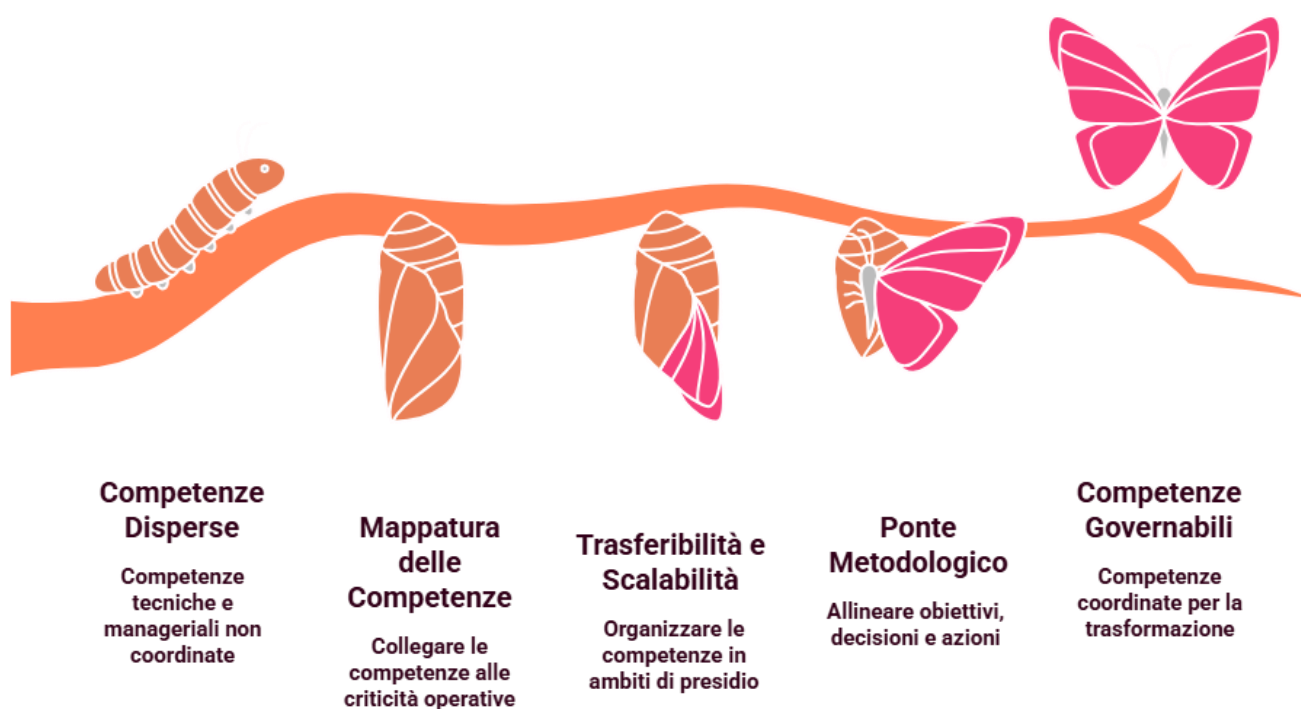 Competenze
Disperse
Competenze
tecniche e
manageriali non
coordinate
Mappatura
delle
Competenze
Collegare le
competenze alle
criticità operative
Trasferibilità e
Scalabilità
Organizzare le
competenze in
ambiti di presidio
Ponte
Metodologico
Allineare obiettivi,
decisioni e azioni
Competenze
Governabili
Competenze
coordinate per la
trasformazione